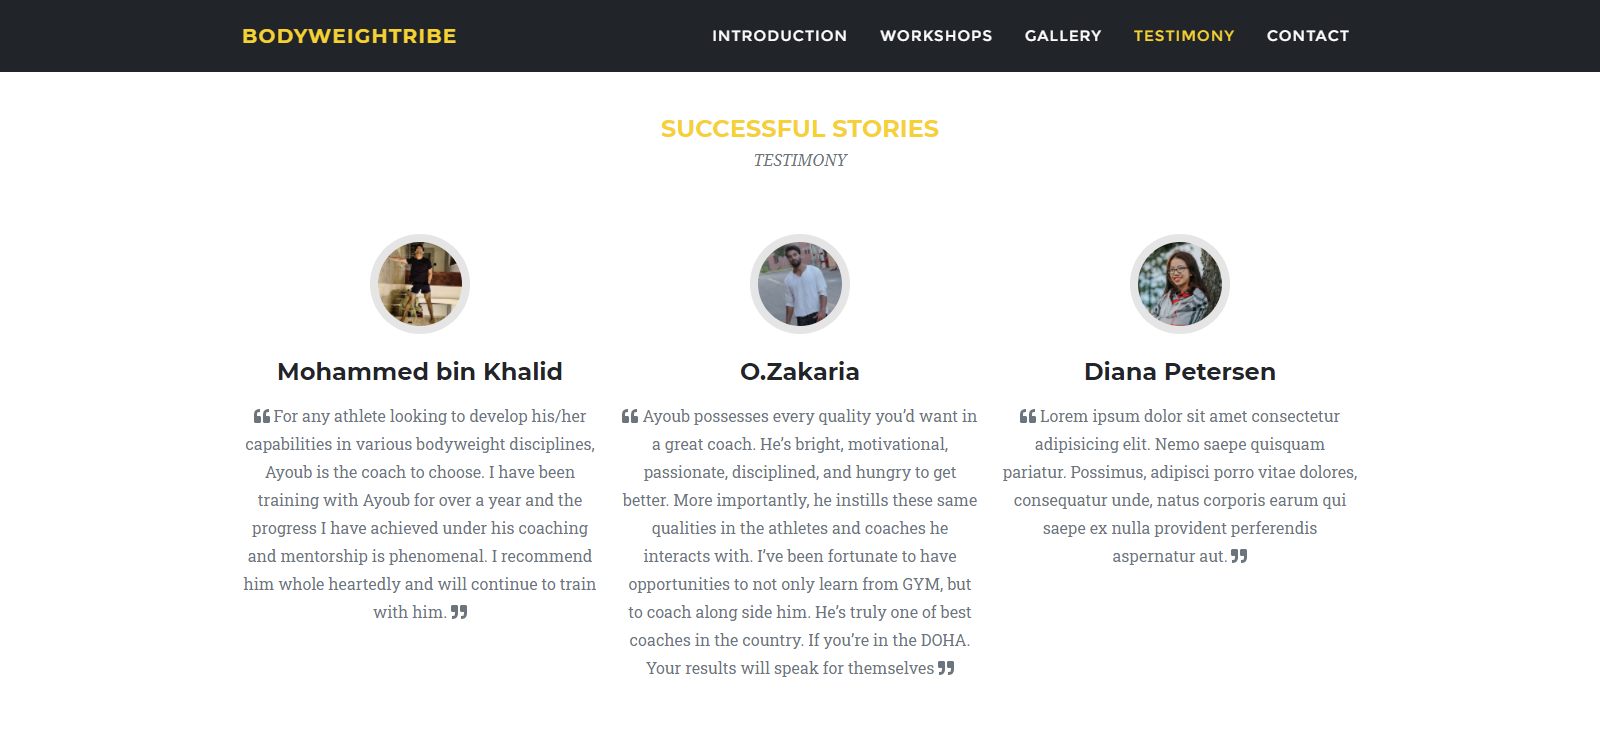 BODYWEIGHTRIBE
INTRODUCTION WORKSHOPS GALLERY TESTIMONY CONTACT
SUCCESSFUL STORIES
TESTIMONY
Mohammed bin Khalid
❝ For any athlete looking to develop his/her
capabilities in various bodyweight disciplines,
Ayoub is the coach to choose. I have been
training with Ayoub for over a year and the
progress I have achieved under his coaching
and mentorship is phenomenal. I recommend
him whole heartedly and will continue to train
with him. ❞
O.Zakaria
❝ Ayoub possesses every quality you’d want in
a great coach. He’s bright, motivational,
passionate, disciplined, and hungry to get
better. More importantly, he instills these same
qualities in the athletes and coaches he
interacts with. I’ve been fortunate to have
opportunities to not only learn from GYM, but
to coach along side him. He’s truly one of best
coaches in the country. If you’re in the DOHA.
Your results will speak for themselves ❞
Diana Petersen
❝ Lorem ipsum dolor sit amet consectetur
adipisicing elit. Nemo saepe quisquam
pariatur. Possimus, adipisci porro vitae dolores,
consequatur unde, natus corporis earum qui
saepe ex nulla provident perferendis
aspernatur aut. ❞